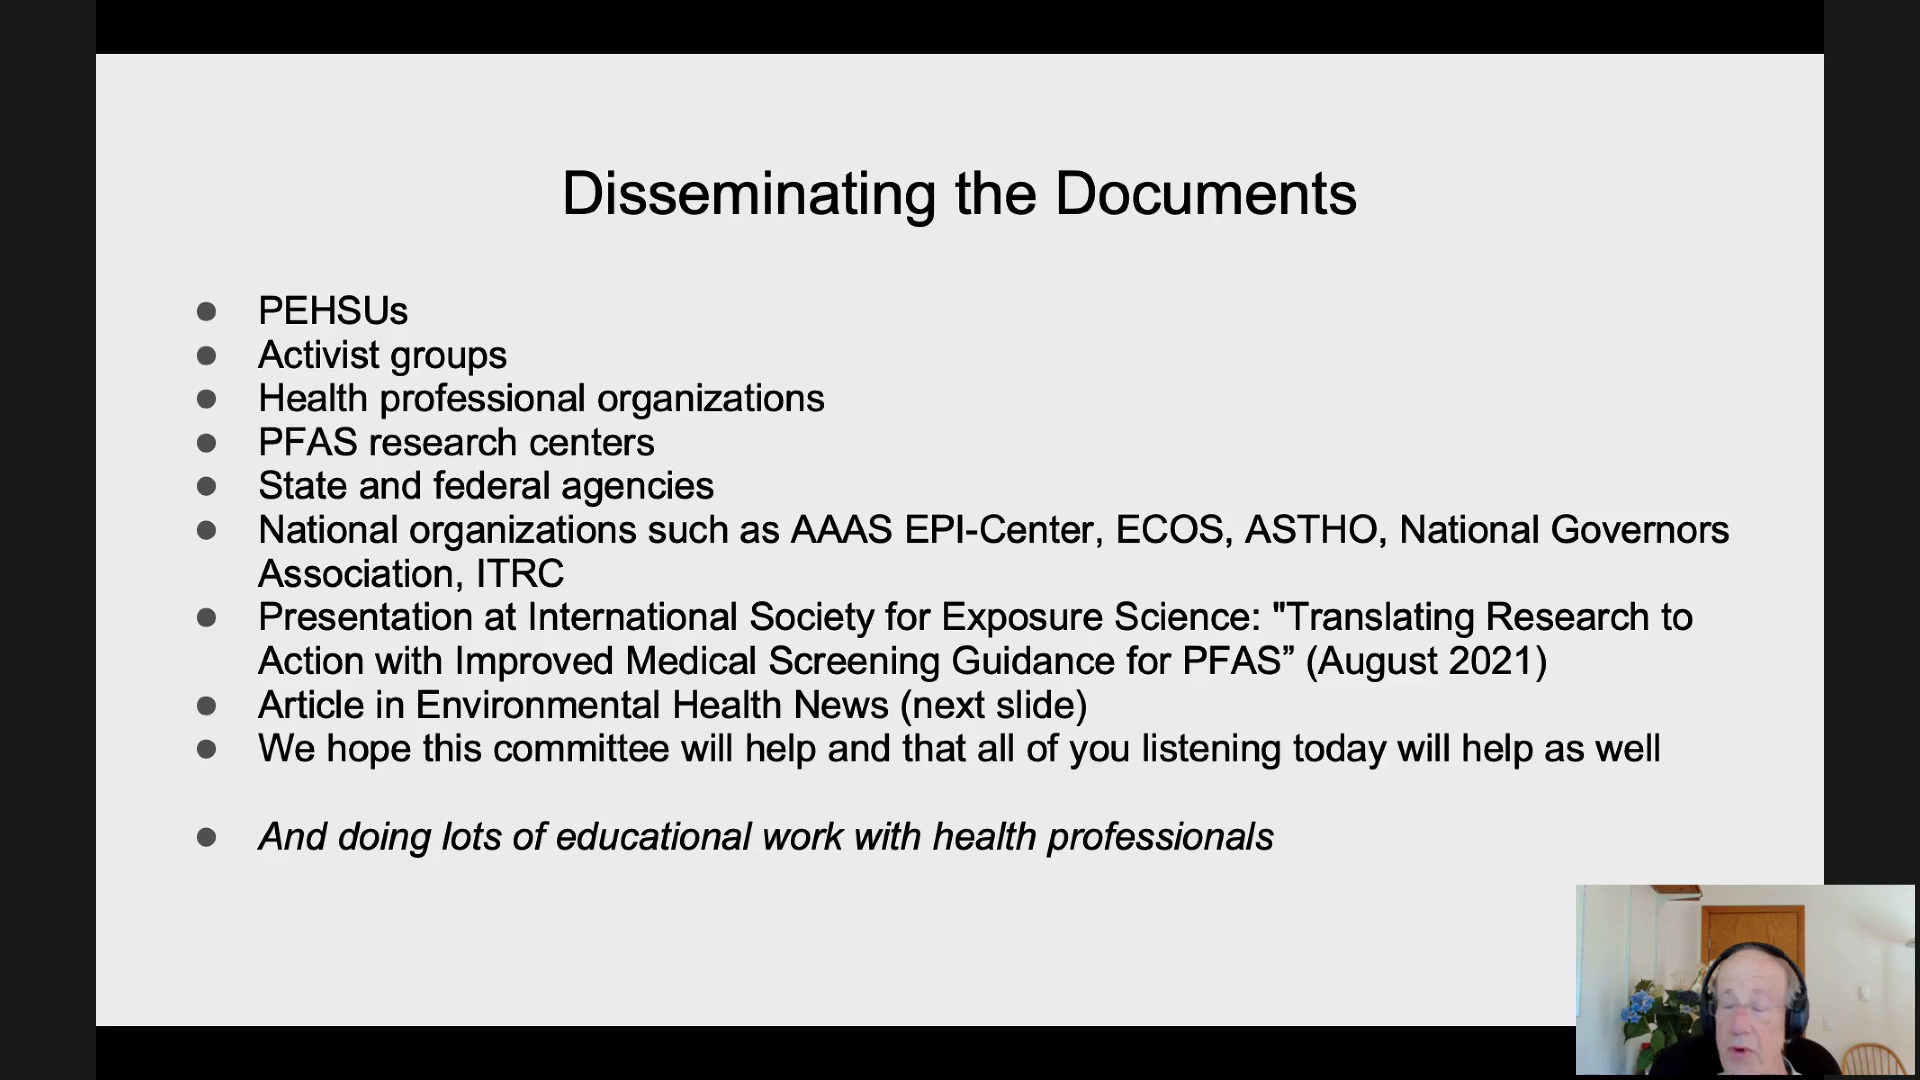 Disseminating the Documents
● PEHSUs
● Activist groups
● Health professional organizations
● PFAS research centers
● State and federal agencies
● National organizations such as AAAS EPI-Center, ECOS, ASTHO, National Governors
Association, ITRC
● Presentation at International Society for Exposure Science: "Translating Research to
Action with Improved Medical Screening Guidance for PFAS” (August 2021)
● Article in Environmental Health News (next slide)
● We hope this committee will help and that all of you listening today will help as well
● And doing lots of educational work with health professionals